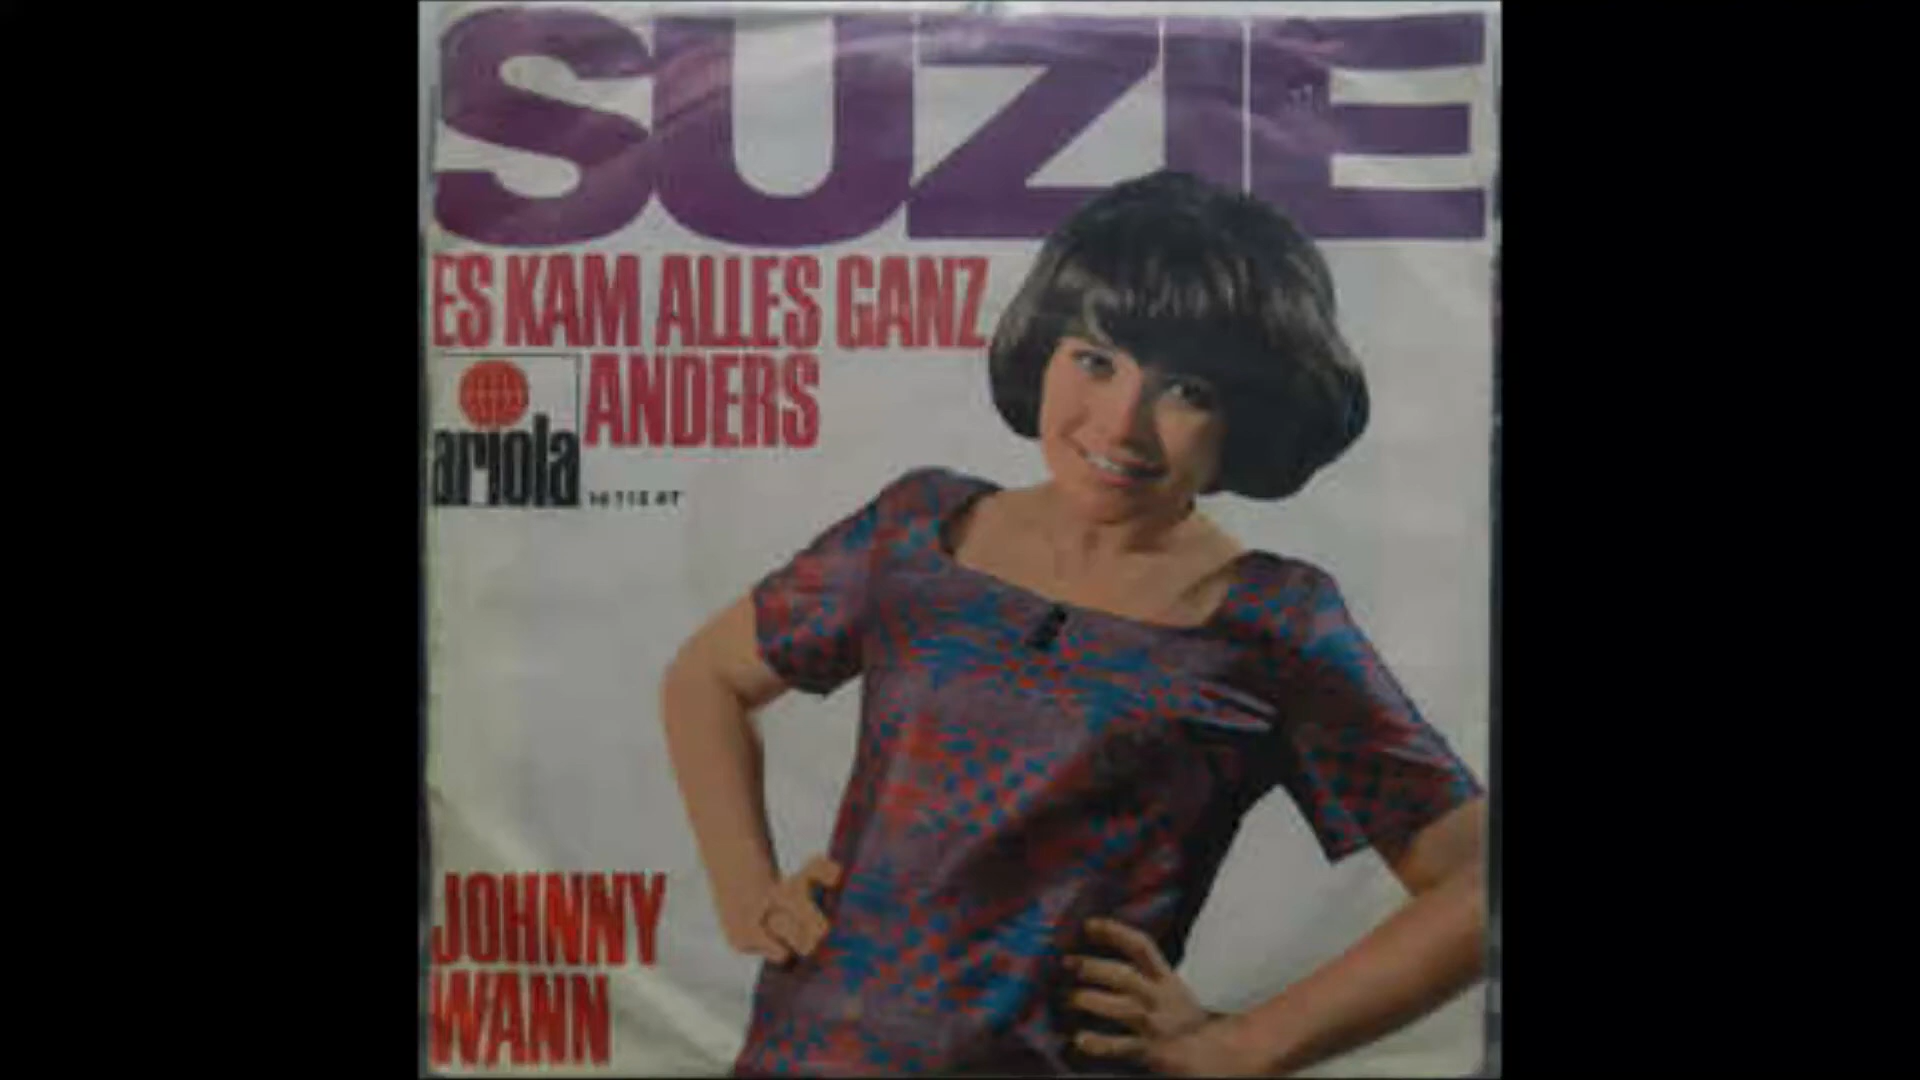 SUZIE
ES KAM ALLES GANZ
ANDERS
ariola
JOHNNY
WANN